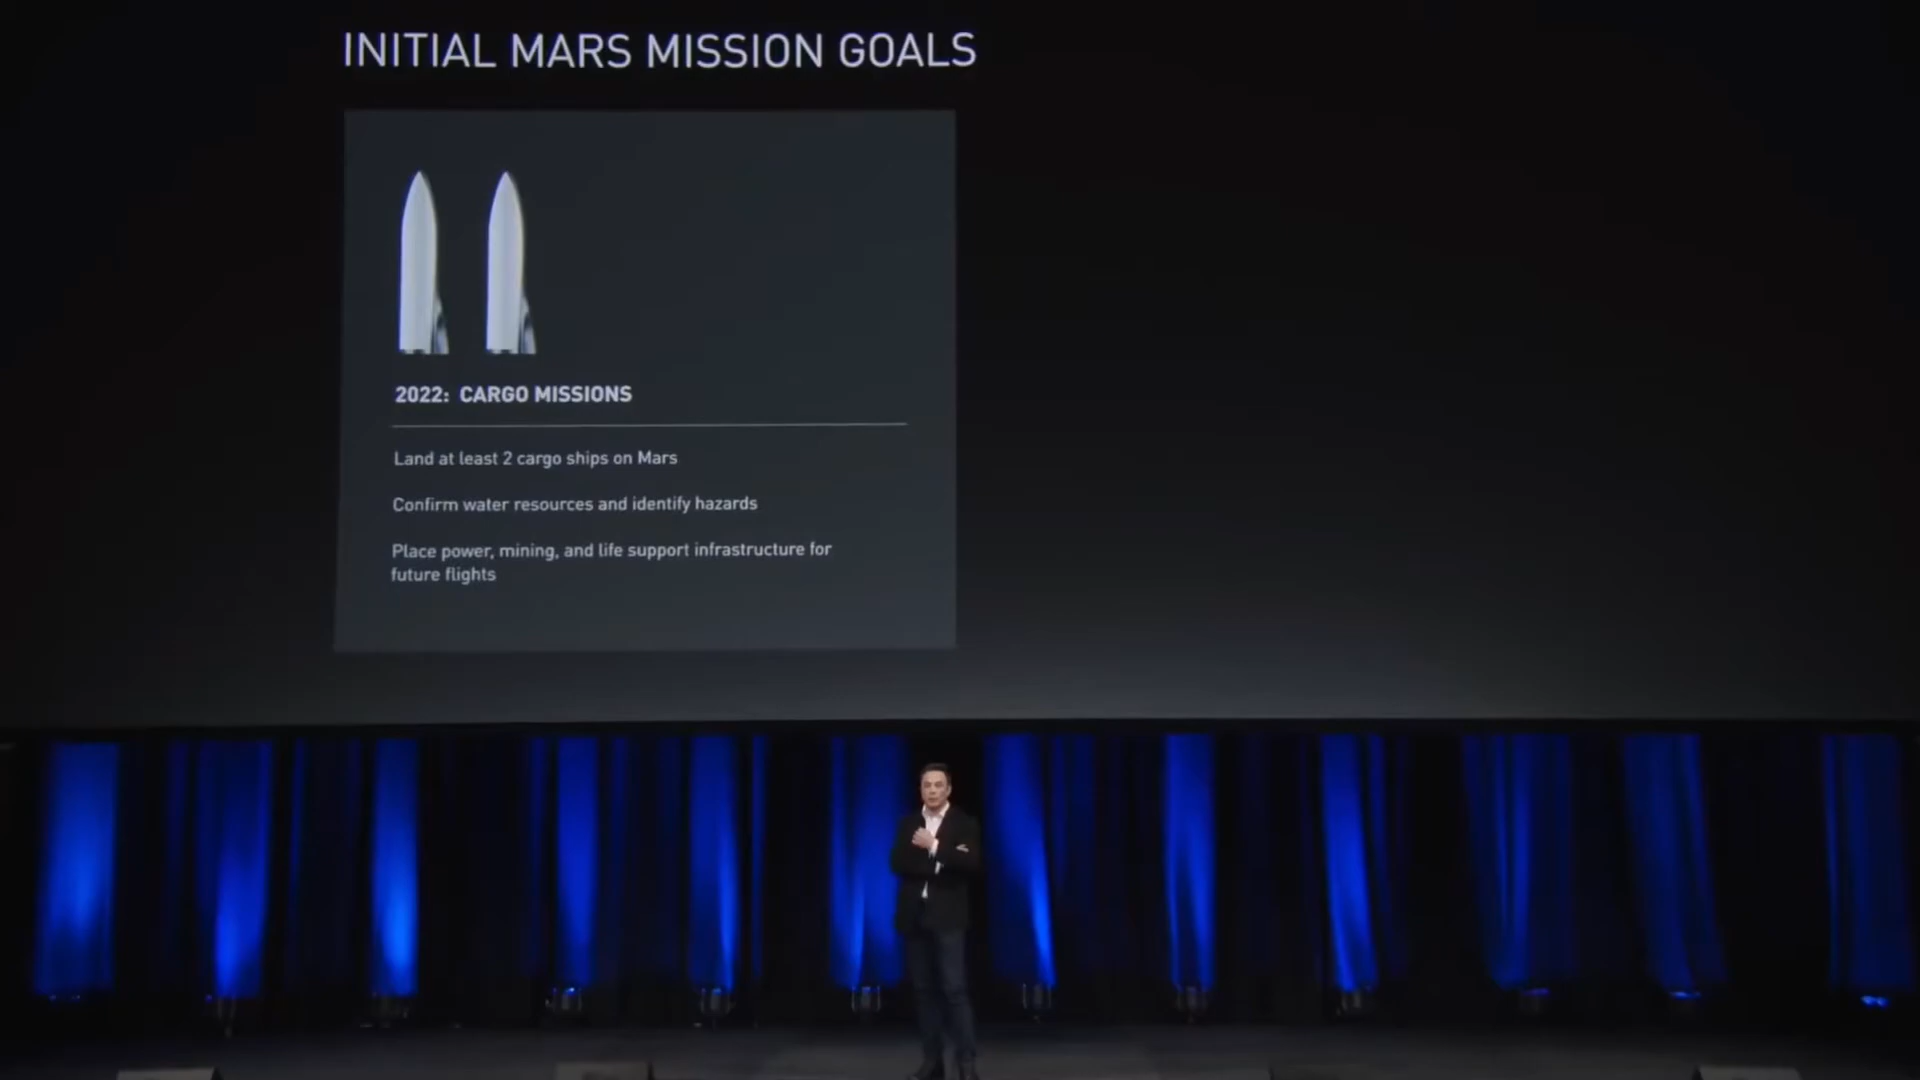 INITIAL MARS MISSION GOALS
2022: CARGO MISSIONS
Land at least 2 cargo ships on Mars
Confirm water resources and identify hazards
Place power, mining, and life support infrastructure for
future flights